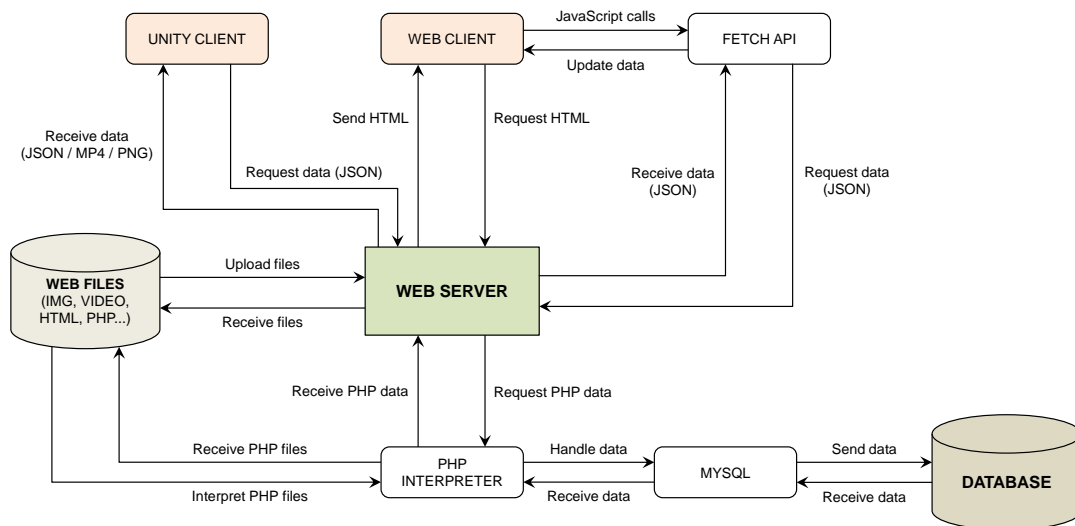 JavaScript calls
UNITY CLIENT
WEB CLIENT
FETCH API
Update data
Send HTML
Request HTML
Receive data
(JSON / MP4 / PNG)
Request data (JSON)
Receive data
(JSON)
Request data
(JSON)
WEB FILES
(IMG, VIDEO,
HTML, PHP...)
Upload files
WEB SERVER
Receive files
Receive PHP data
Request PHP data
Receive PHP files
PHP
INTERPRETER
Handle data
MYSQL
Send data
DATABASE
Interpret PHP files
Receive data
Receive data